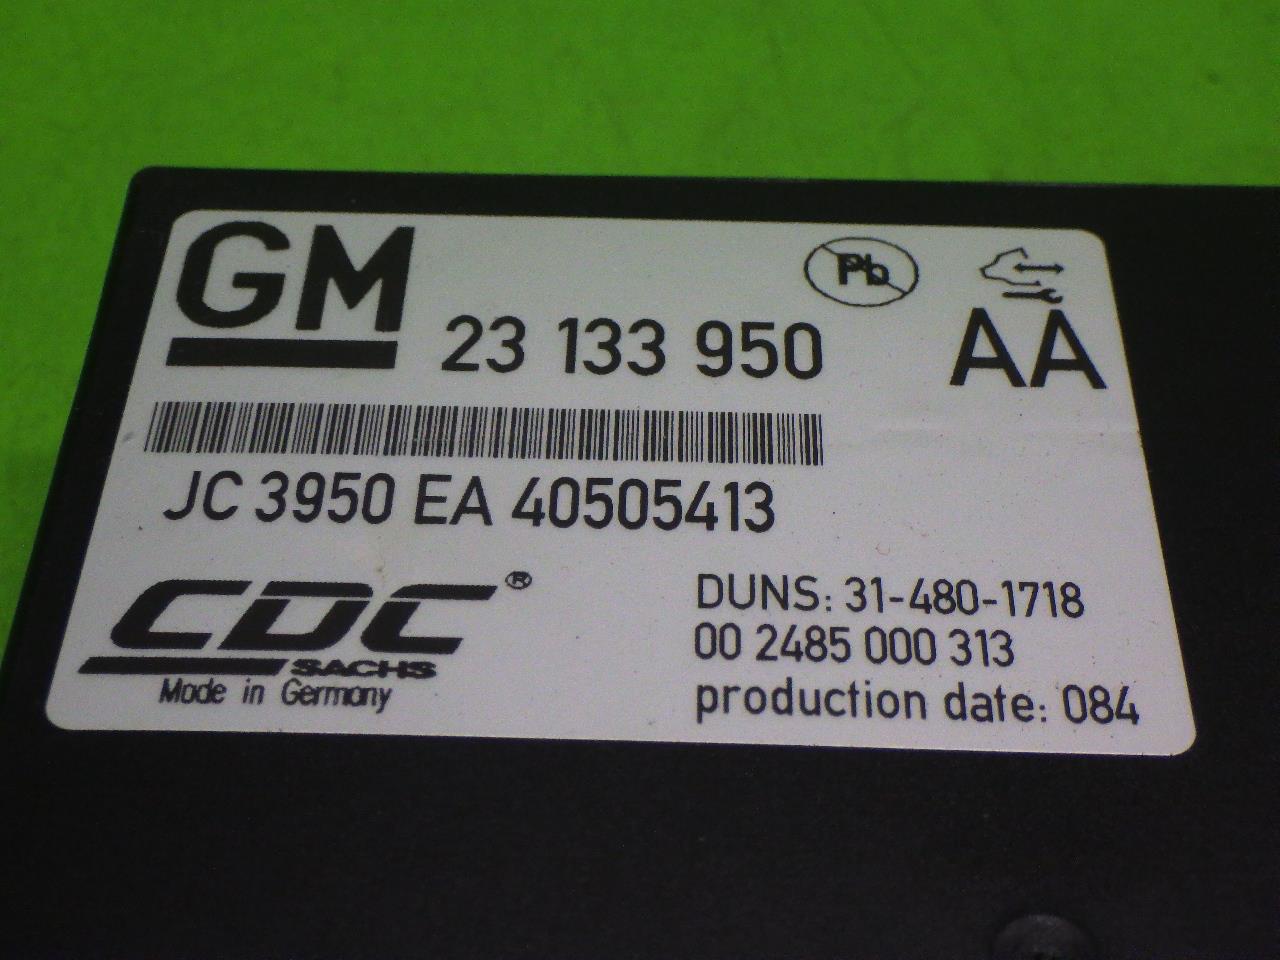 GM
23 133 950
Pb
AA
JC 3950 EA 40505413
CDC®
SACHS
Made in Germany
DUNS: 31-480-1718
00 2485 000 313
production date: 084